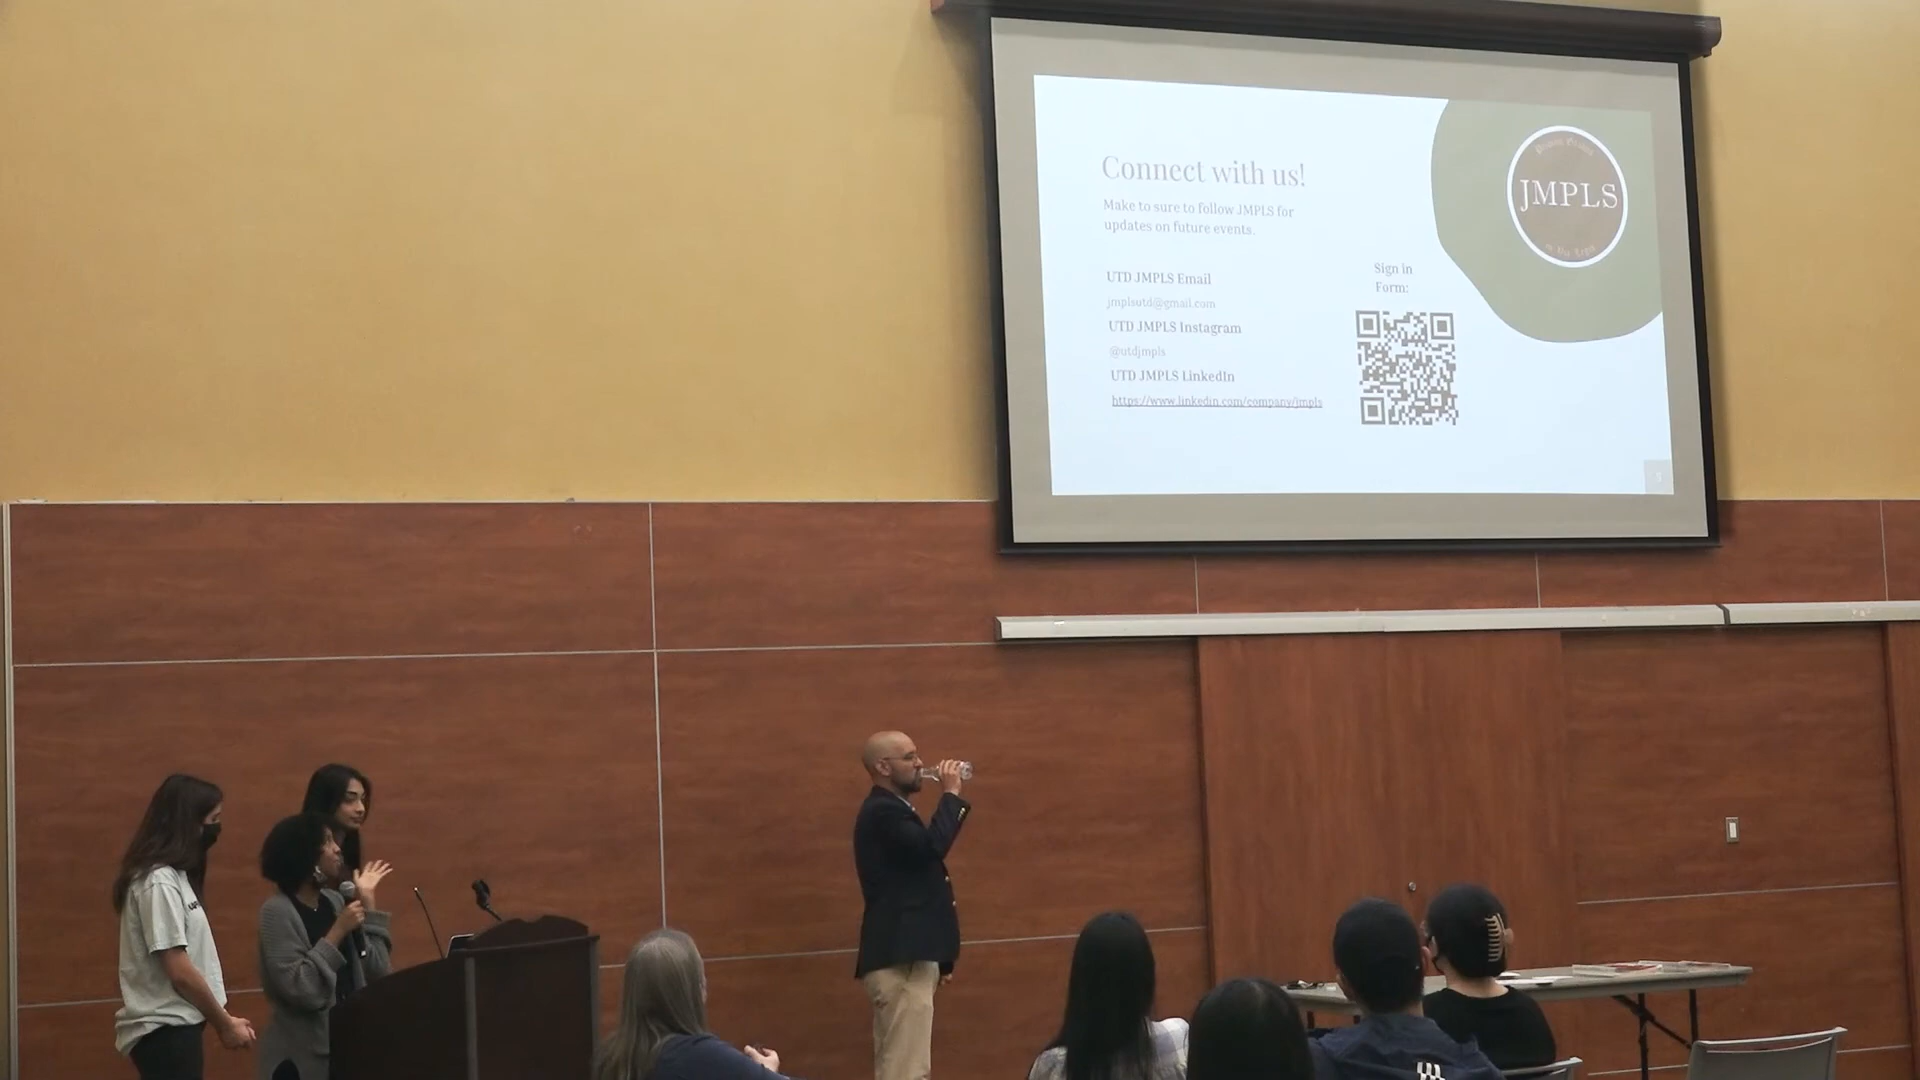 Connect with us!
Make to sure to follow JMPLS for
updates on future events.
UTD JMPLS Email
jmplsutd@gmail.com
UTD JMPLS Instagram
@utdjmpls
UTD JMPLS LinkedIn
https://www.linkedin.com/company/jmpls
Sign in
Form:
JMPLS